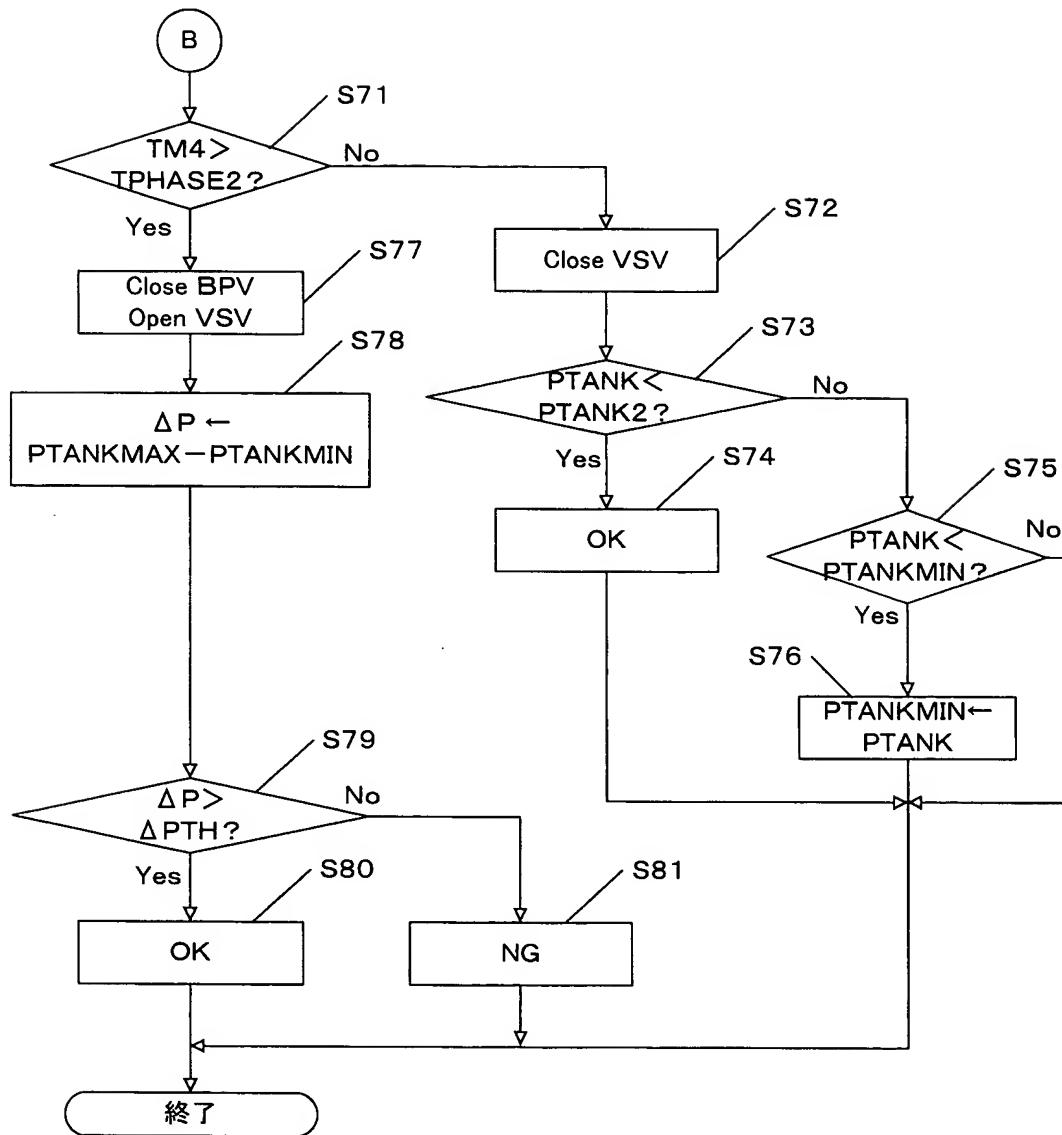 B
S71
TM4>
TPHASE2?
No
Yes
S72
Close VSV
S77
Close BPV
Open VSV
S73
PTANK<
PTANK2?
No
Yes
S78
ΔP←
PTANKMAX−PTANKMIN
S74
OK
S75
PTANK<
PTANKMIN?
No
Yes
S76
PTANKMIN←
PTANK
S79
ΔP>
ΔPTH?
No
Yes
S80
OK
S81
NG
終了